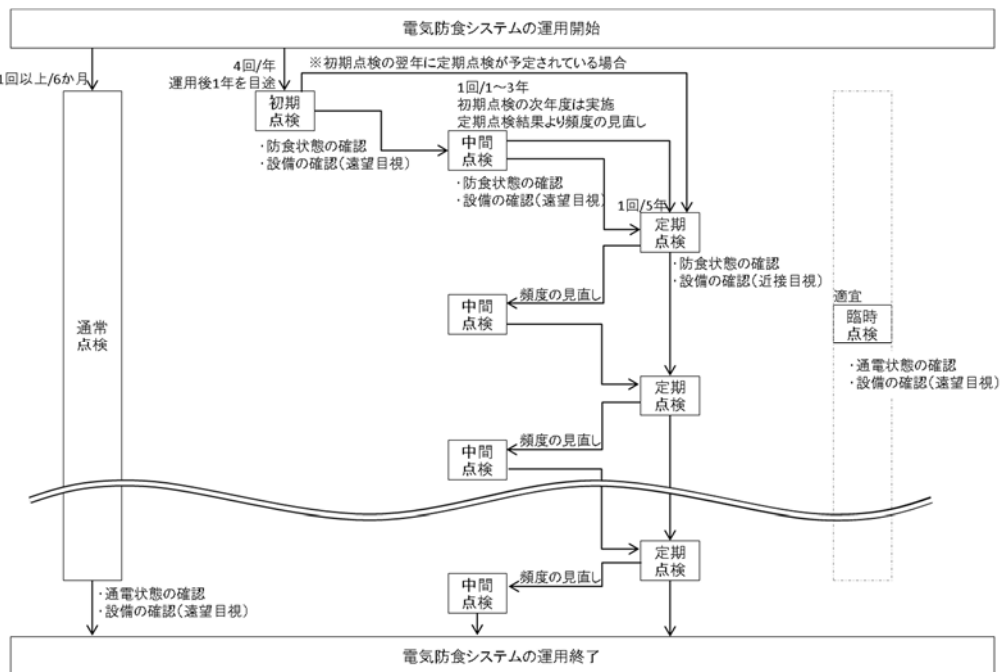 電気防食システムの運用開始
1回以上/6か月
4回/年
運用後1年を目途
※初期点検の翌年に定期点検が予定されている場合
初期
点検
・防食状態の確認
・設備の確認(遠望目視)
1回/1～3年
初期点検の次年度は実施
定期点検結果より頻度の見直し
中間
点検
・防食状態の確認
・設備の確認(遠望目視)
1回/5年
定期
点検
・防食状態の確認
・設備の確認(近接目視)
頻度の見直し
中間
点検
適宜
臨時
点検
・通電状態の確認
・設備の確認(遠望目視)
通常
点検
定期
点検
頻度の見直し
中間
点検
定期
点検
頻度の見直し
中間
点検
・通電状態の確認
・設備の確認(遠望目視)
電気防食システムの運用終了